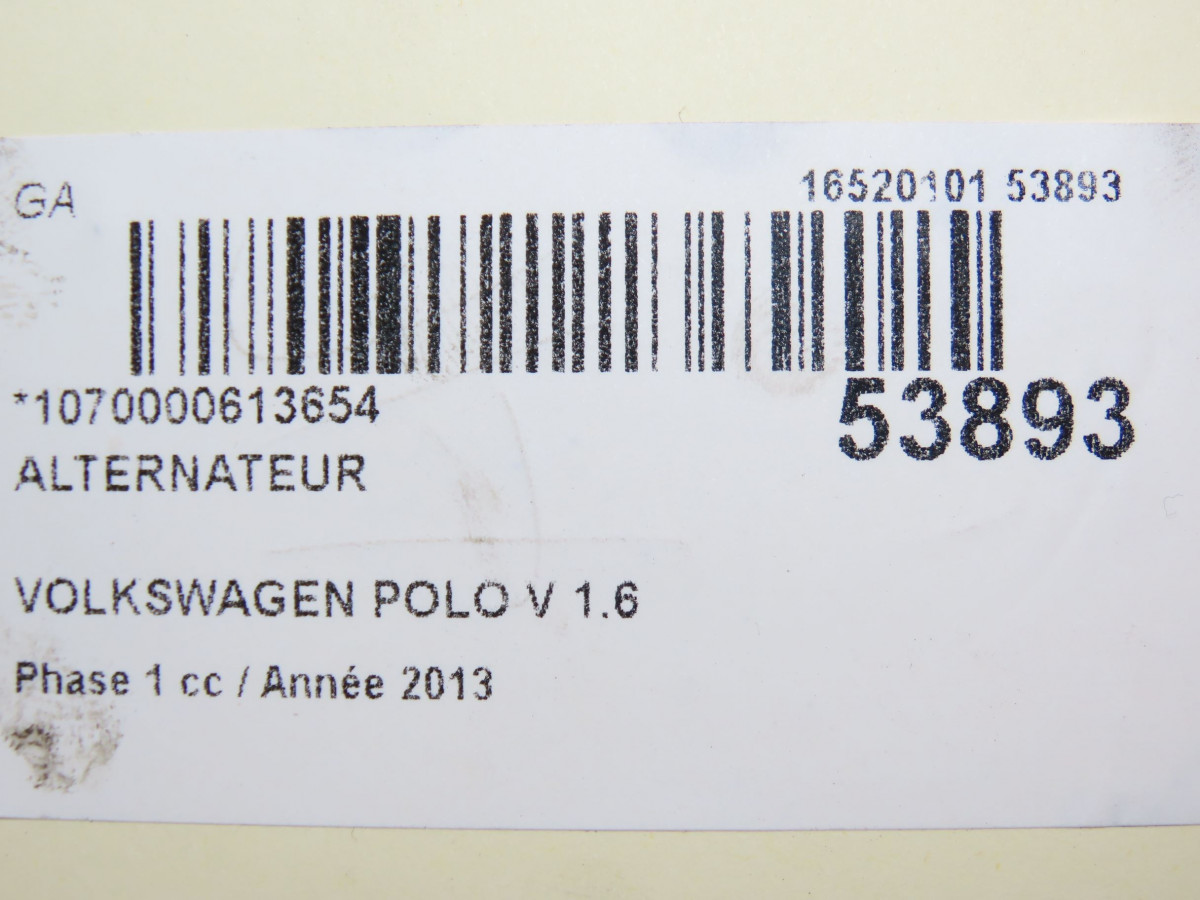 GA
16520101 53893
*1070000613654
53893
ALTERNATEUR
VOLKSWAGEN POLO V 1.6
Phase 1 cc / Année 2013